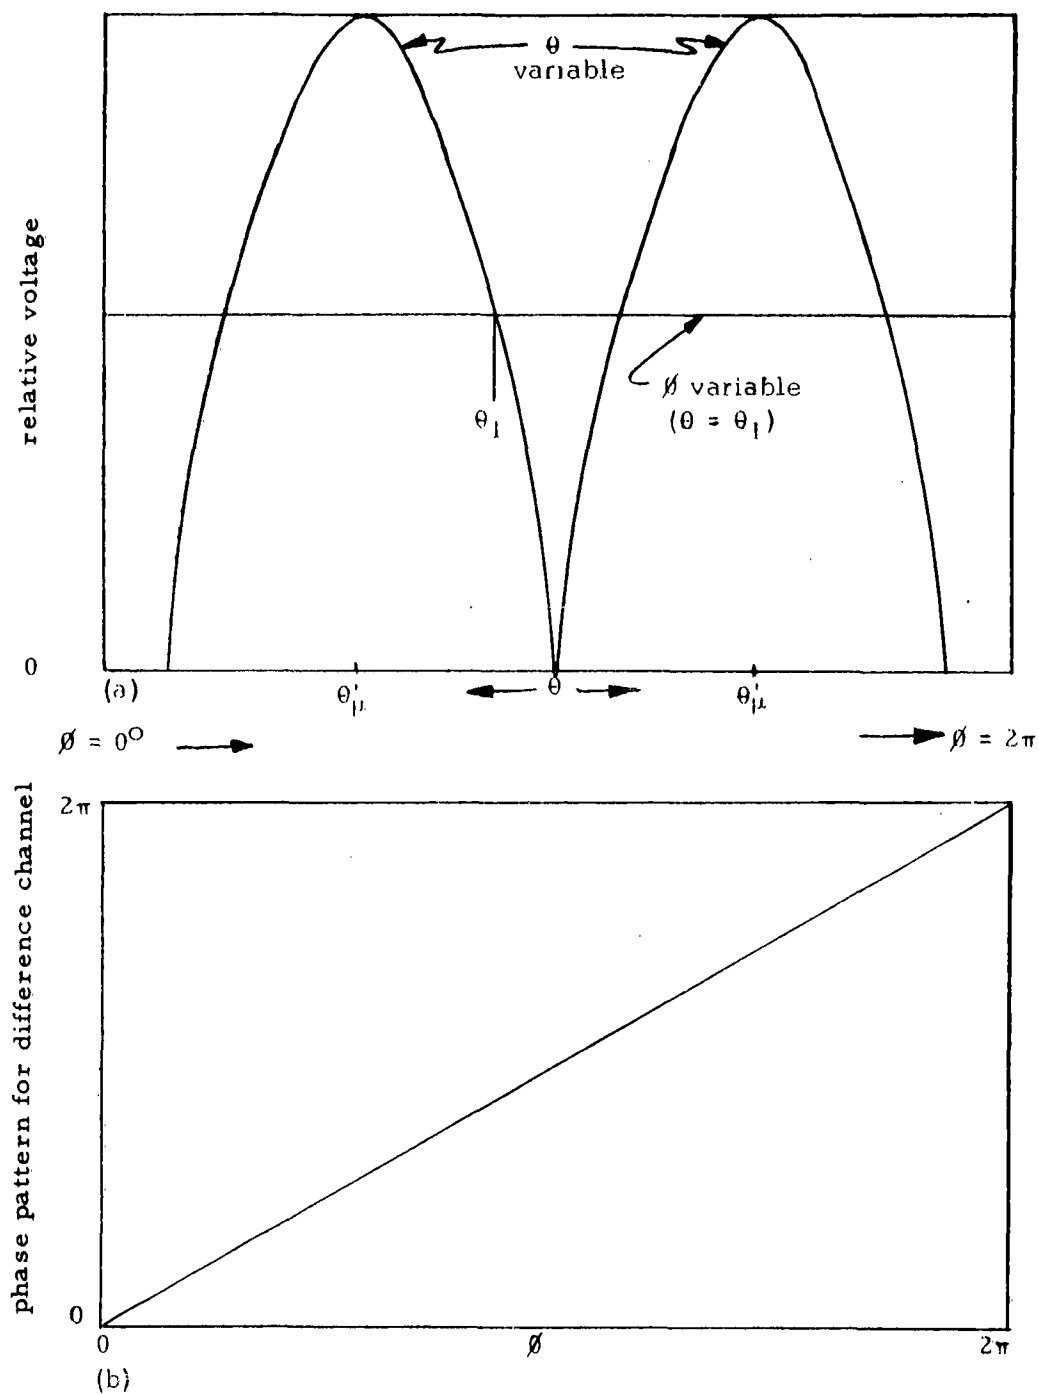 θ
variable
relative voltage
Ø variable
(θ = θ₁)
θ₁
0
(a)
θ'μ
θ
θ'μ
Ø = 0°
Ø = 2π
phase pattern for difference channel
2π
0
0
Ø
2π
(b)